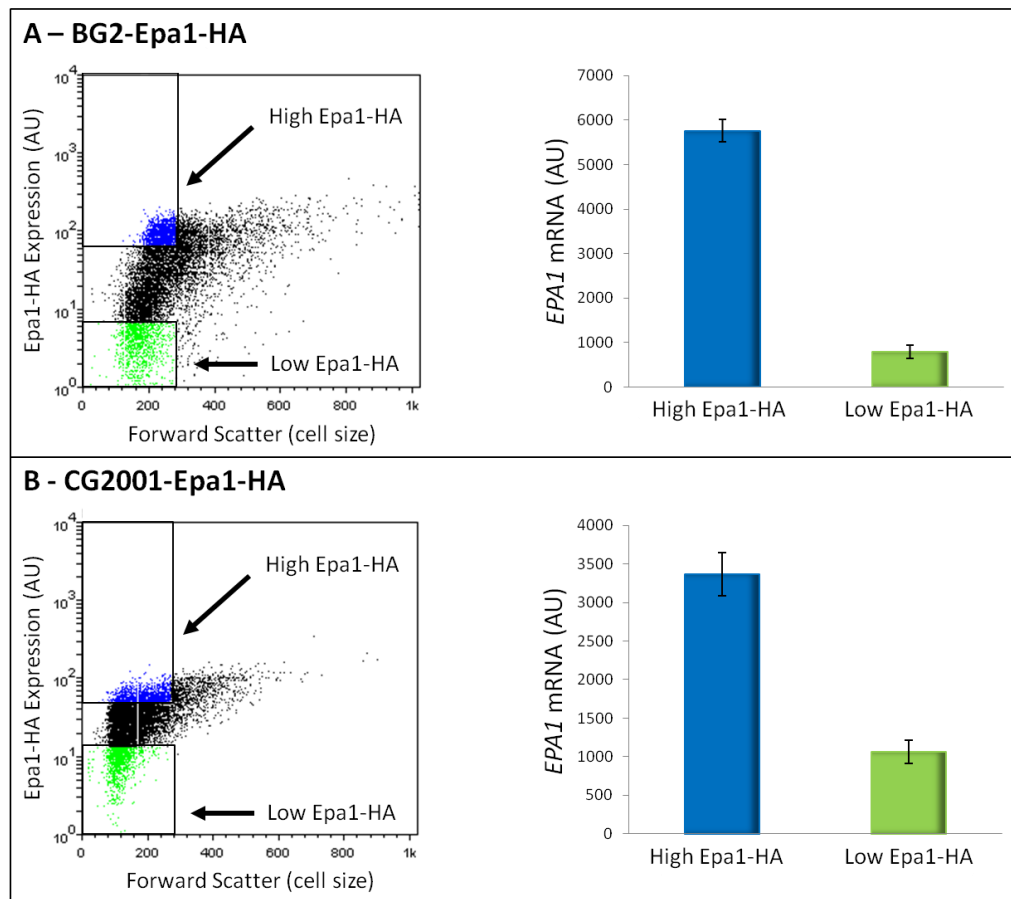 A – BG2-Epa1-HA
Epa1-HA Expression (AU)
10^4
10^3
10^2
10^1
10^0
0 200 400 600 800 1k
Forward Scatter (cell size)
High Epa1-HA
Low Epa1-HA
EPA1 mRNA (AU)
7000
6000
5000
4000
3000
2000
1000
0
High Epa1-HA Low Epa1-HA
B - CG2001-Epa1-HA
Epa1-HA Expression (AU)
10^4
10^3
10^2
10^1
10^0
0 200 400 600 800 1k
Forward Scatter (cell size)
High Epa1-HA
Low Epa1-HA
EPA1 mRNA (AU)
4000
3500
3000
2500
2000
1500
1000
500
0
High Epa1-HA Low Epa1-HA